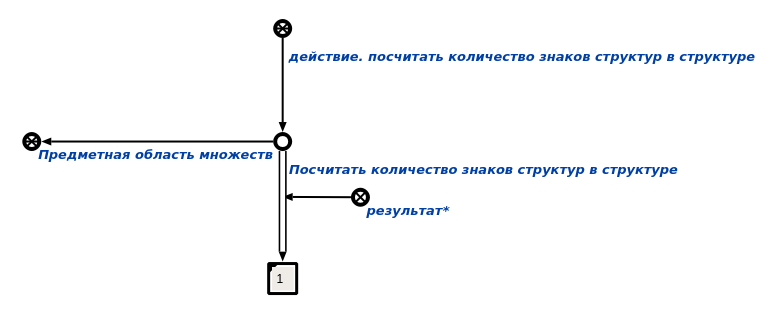 действие. посчитать количество знаков структур в структуре
Предметная область множеств
Посчитать количество знаков структур в структуре
результат*
1